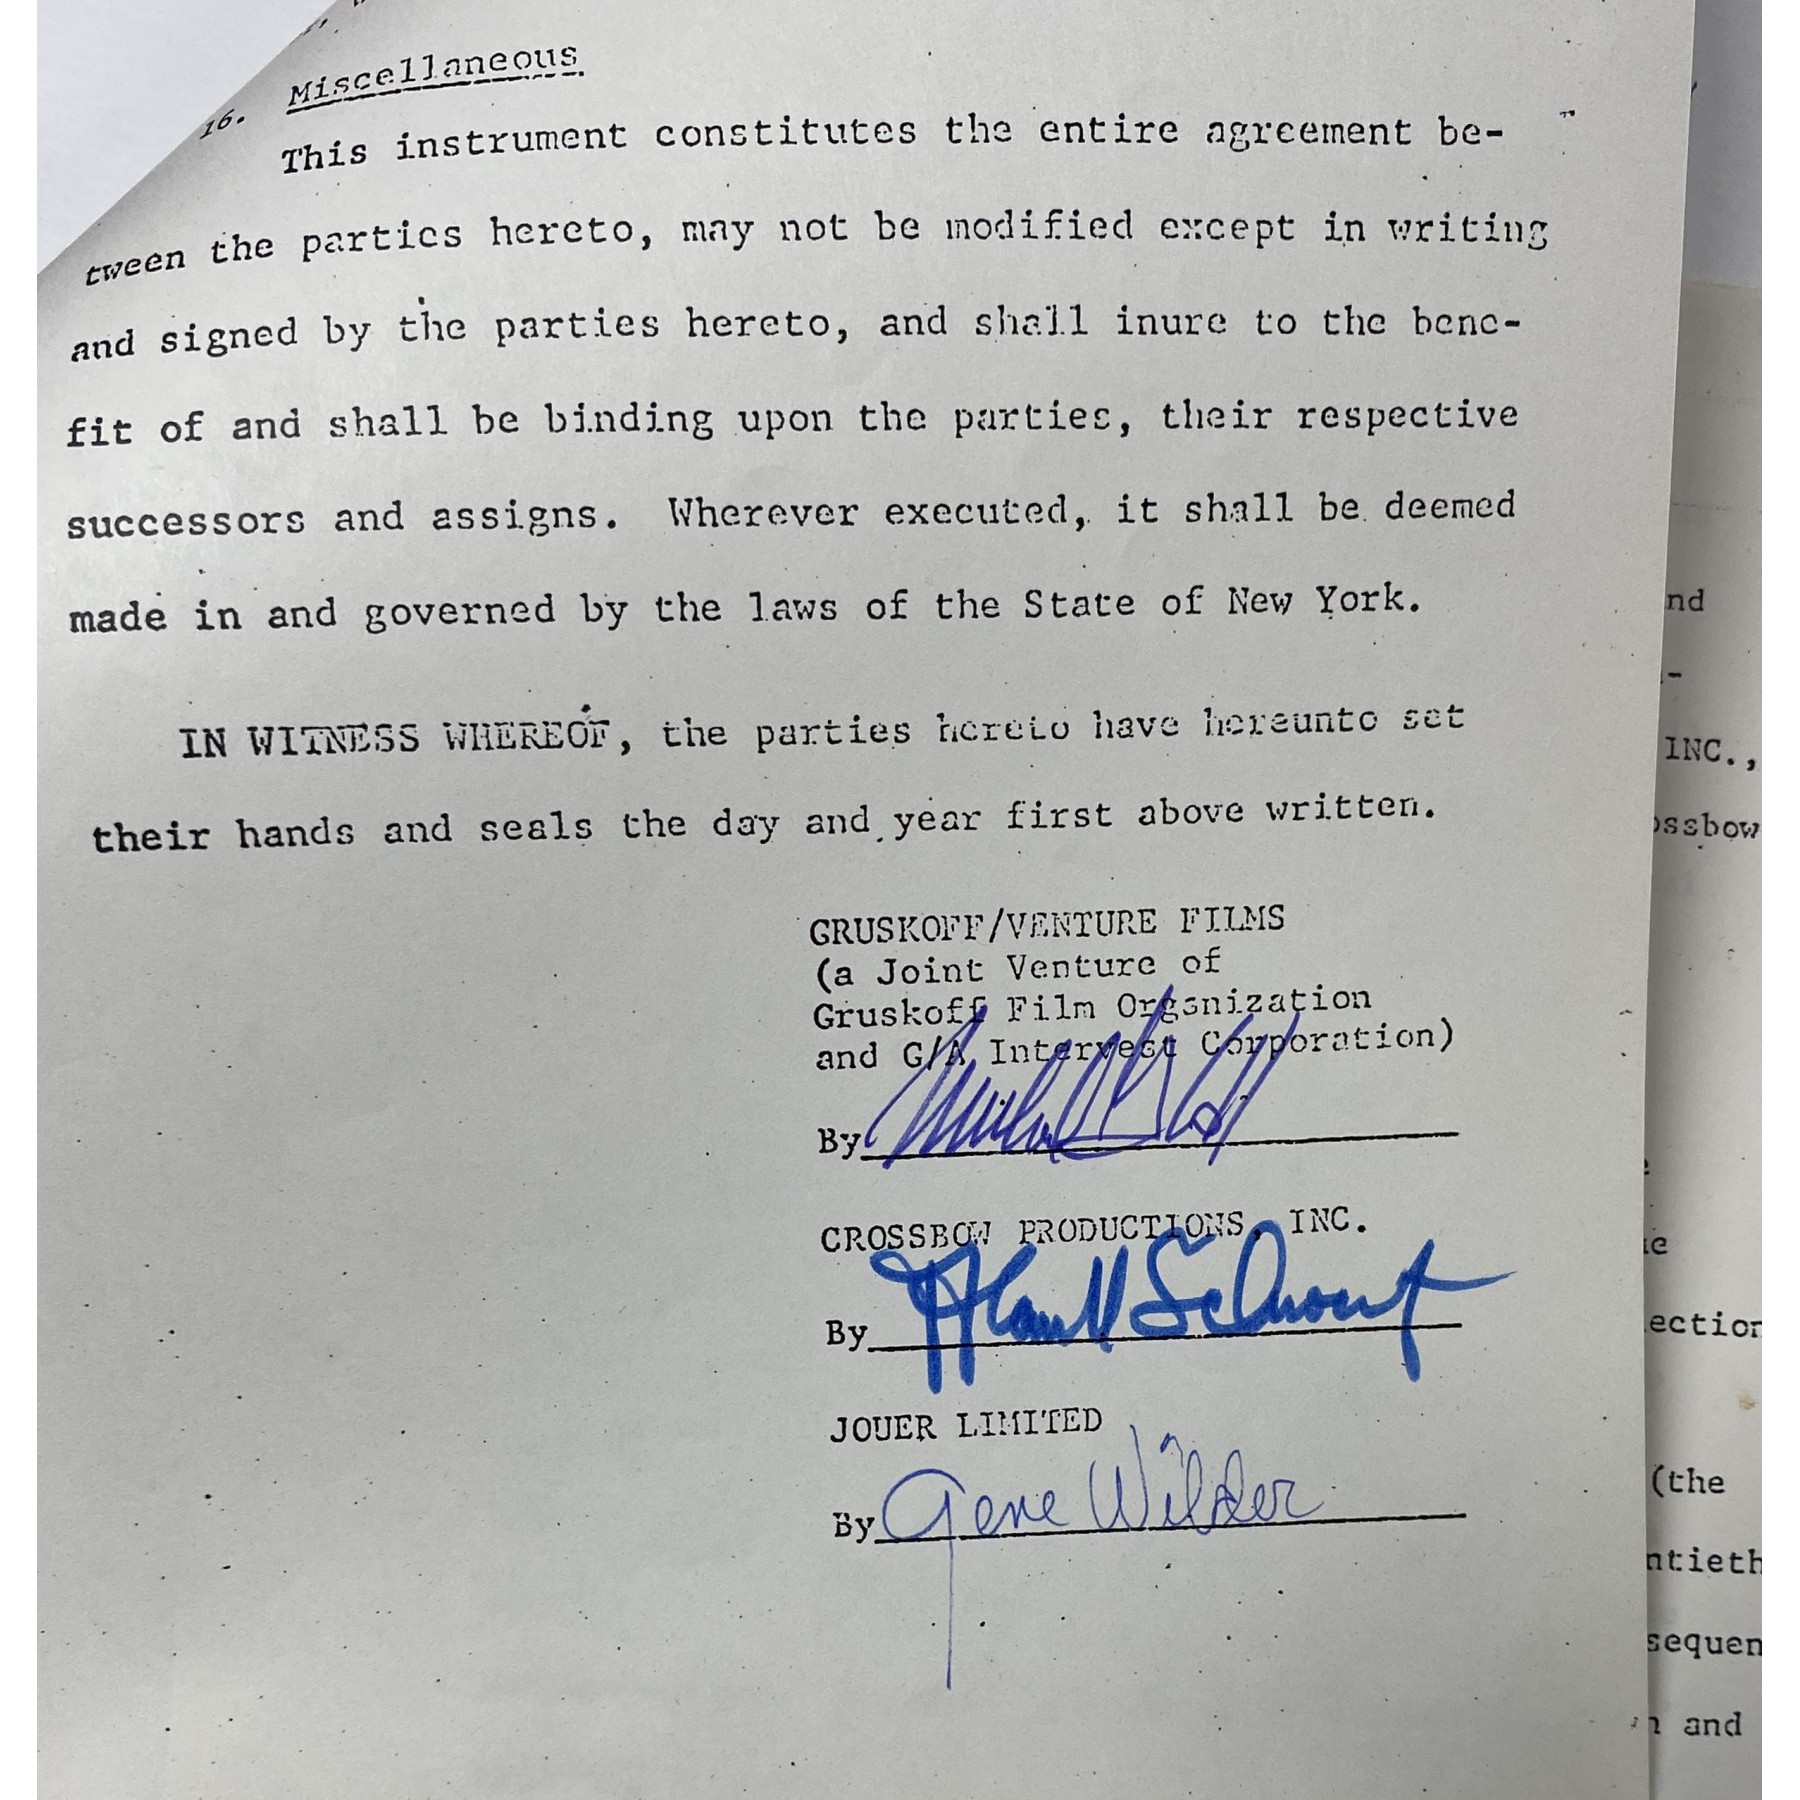 16. Miscellaneous
This instrument constitutes the entire agreement be-
tween the parties hereto, may not be modified except in writing
and signed by the parties hereto, and shall inure to the bene-
fit of and shall be binding upon the parties, their respective
successors and assigns. Wherever executed, it shall be deemed
made in and governed by the laws of the State of New York.
IN WITNESS WHEREOF, the parties hereto have hereunto set
their hands and seals the day and year first above written.
GRUSKOFF/VENTURE FILMS
(a Joint Venture of
Gruskoff Film Organization
and G/A Intervest Corporation)
By
CROSSBOW PRODUCTIONS, INC.
By
JOUER LIMITED
By Gene Wilder
nd
-
INC.,
ossbow
e
ection
(the
ntieth
sequen
n and